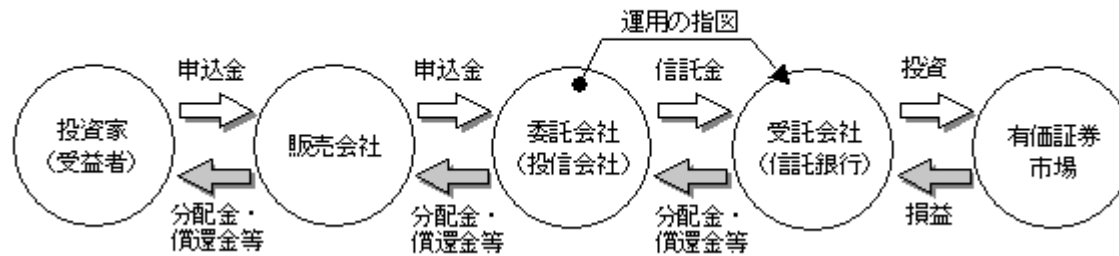 運用の指図
申込金
申込金
信託金
投資
投資家
(受益者)
販売会社
委託会社
(投信会社)
受託会社
(信託銀行)
有価証券
市場
分配金・
償還金等
分配金・
償還金等
分配金・
償還金等
損益